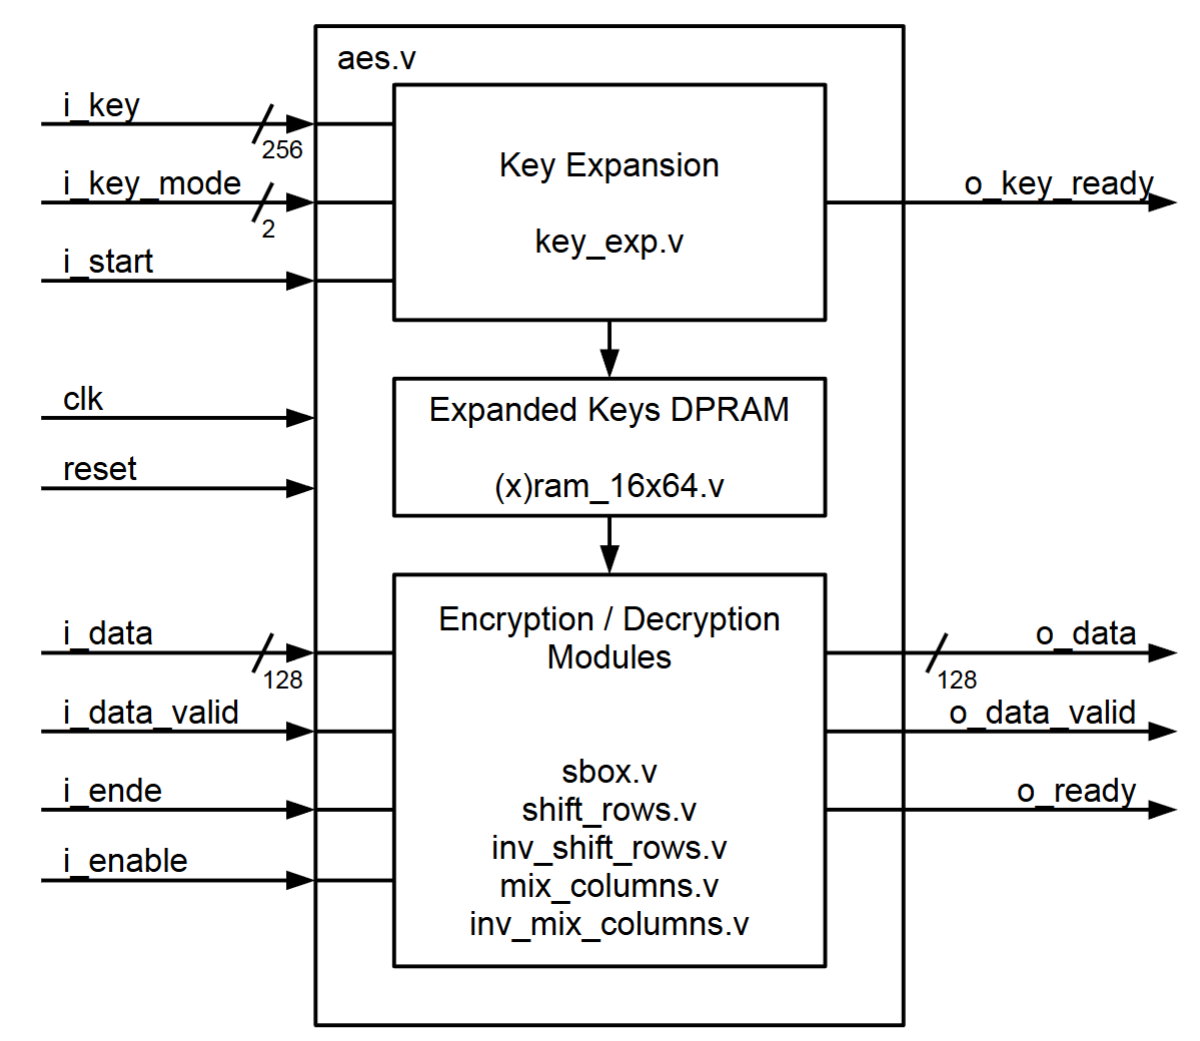 aes.v
i_key
256
i_key_mode
2
i_start
Key Expansion
key_exp.v
o_key_ready
clk
reset
Expanded Keys DPRAM
(x)ram_16x64.v
i_data
128
i_data_valid
i_ende
i_enable
Encryption / Decryption
Modules
sbox.v
shift_rows.v
inv_shift_rows.v
mix_columns.v
inv_mix_columns.v
o_data
128
o_data_valid
o_ready